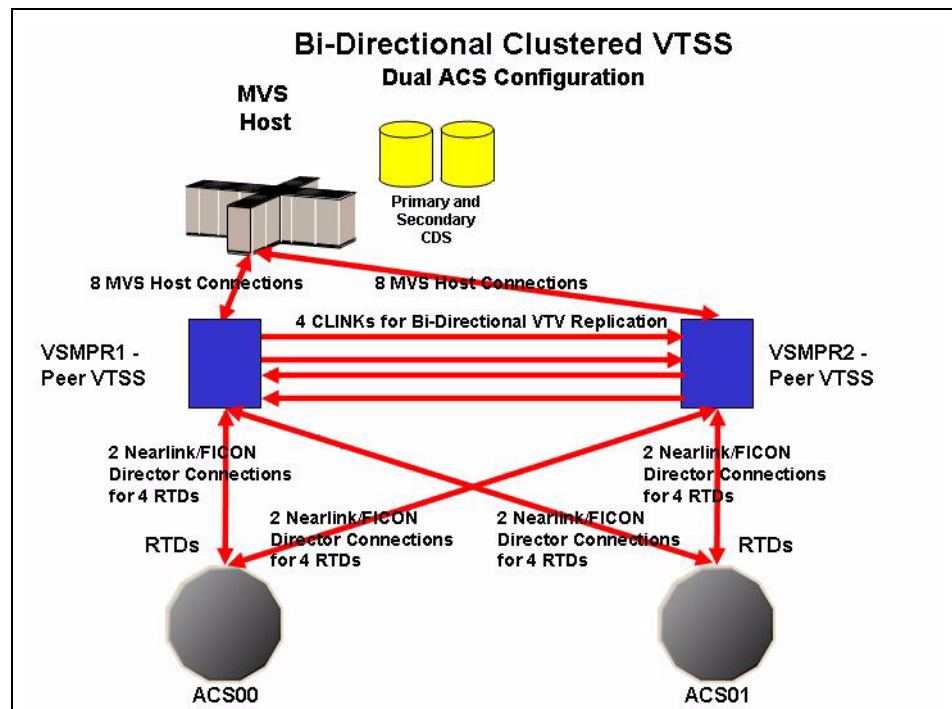 Bi-Directional Clustered VTSS
Dual ACS Configuration
MVS
Host
Primary and
Secondary
CDS
8 MVS Host Connections
8 MVS Host Connections
4 CLINKs for Bi-Directional VTV Replication
VSMPR1 -
Peer VTSS
VSMPR2 -
Peer VTSS
2 Nearlink/FICON
Director Connections
for 4 RTDs
2 Nearlink/FICON
Director Connections
for 4 RTDs
2 Nearlink/FICON
Director Connections
for 4 RTDs
2 Nearlink/FICON
Director Connections
for 4 RTDs
RTDs
RTDs
ACS00
ACS01